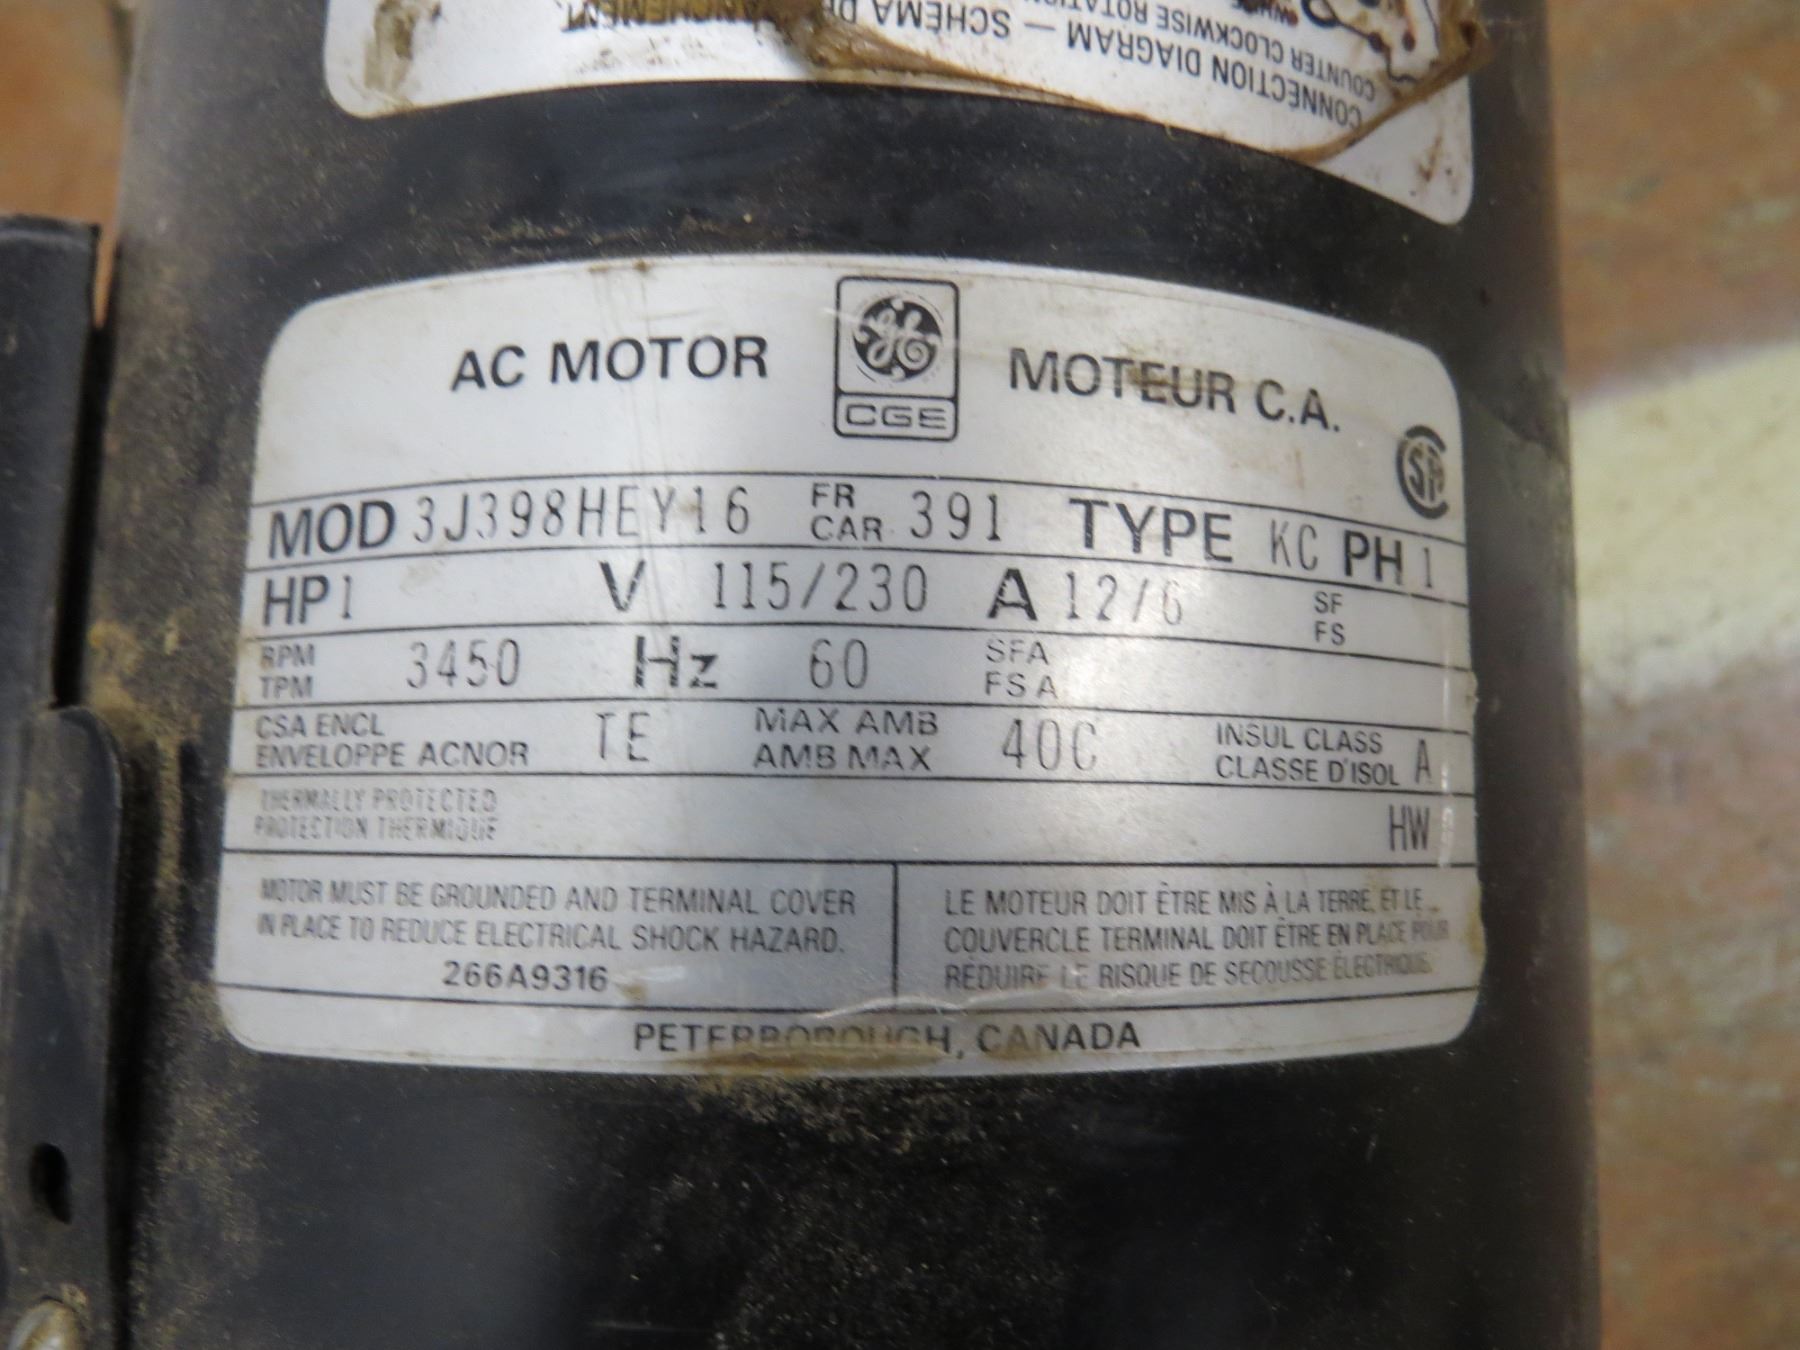 CONNECTION DIAGRAM — SCHÉMA DE
COUNTER CLOCKWISE
AC MOTOR
CGE
MOTEUR C.A.
MOD 3J398HEY16 FR CAR 391 TYPE KC PH 1
HP 1 V 115/230 A 12/6 SF FS
RPM TPM 3450 Hz 60 SFA FSA
CSA ENCL ENVELOPPE ACNOR TE MAX AMB AMB MAX 40C INSUL CLASS CLASSE D'ISOL A
THERMALLY PROTECTED
PROTECTION THERMIQUE
HW
MOTOR MUST BE GROUNDED AND TERMINAL COVER
IN PLACE TO REDUCE ELECTRICAL SHOCK HAZARD.
266A9316
LE MOTEUR DOIT ÊTRE MIS À LA TERRE, ET LE
COUVERCLE TERMINAL DOIT ÊTRE EN PLACE POUR
RÉDUIRE LE RISQUE DE SECOUSSE ÉLECTRIQUE.
PETERBOROUGH, CANADA